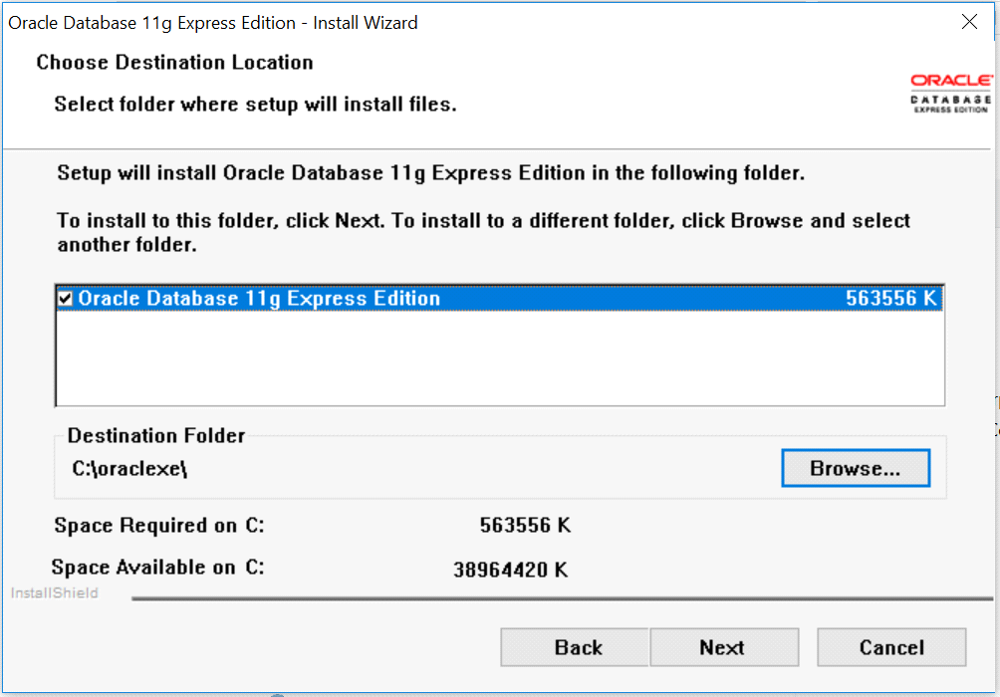 Oracle Database 11g Express Edition - Install Wizard
Choose Destination Location
Select folder where setup will install files.
ORACLE
DATABASE
EXPRESS EDITION
Setup will install Oracle Database 11g Express Edition in the following folder.
To install to this folder, click Next. To install to a different folder, click Browse and select
another folder.
Oracle Database 11g Express Edition 563556 K
Destination Folder
C:\oraclexe\
Browse...
Space Required on C: 563556 K
Space Available on C: 38964420 K
InstallShield
Back Next Cancel